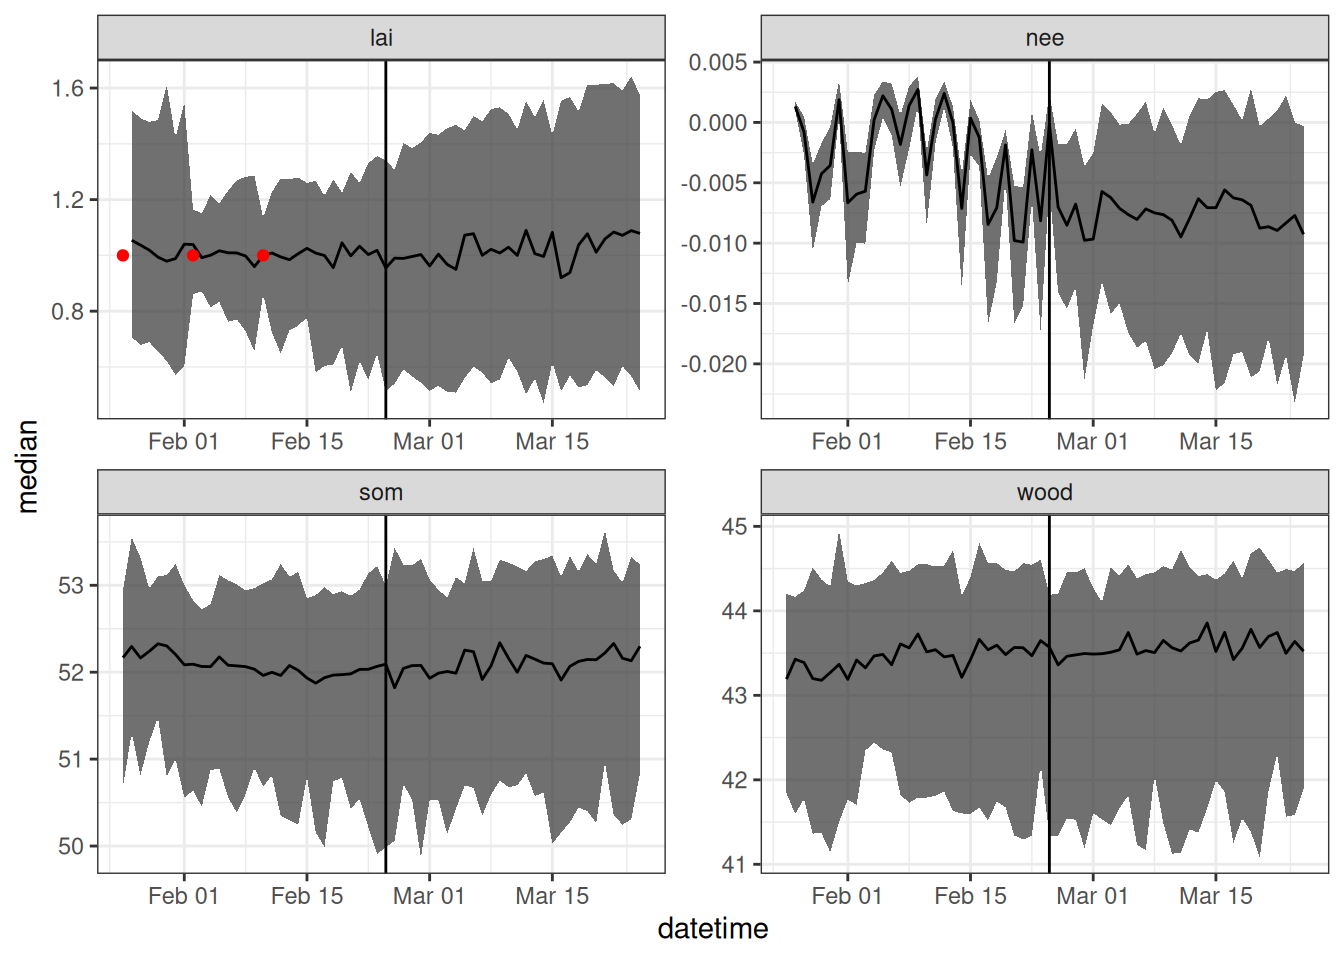 lai
nee
1.6
1.2
0.8
0.005
0.000
-0.005
-0.010
-0.015
-0.020
Feb 01 Feb 15 Mar 01 Mar 15
Feb 01 Feb 15 Mar 01 Mar 15
median
som
wood
53
52
51
50
45
44
43
42
41
Feb 01 Feb 15 Mar 01 Mar 15
Feb 01 Feb 15 Mar 01 Mar 15
datetime